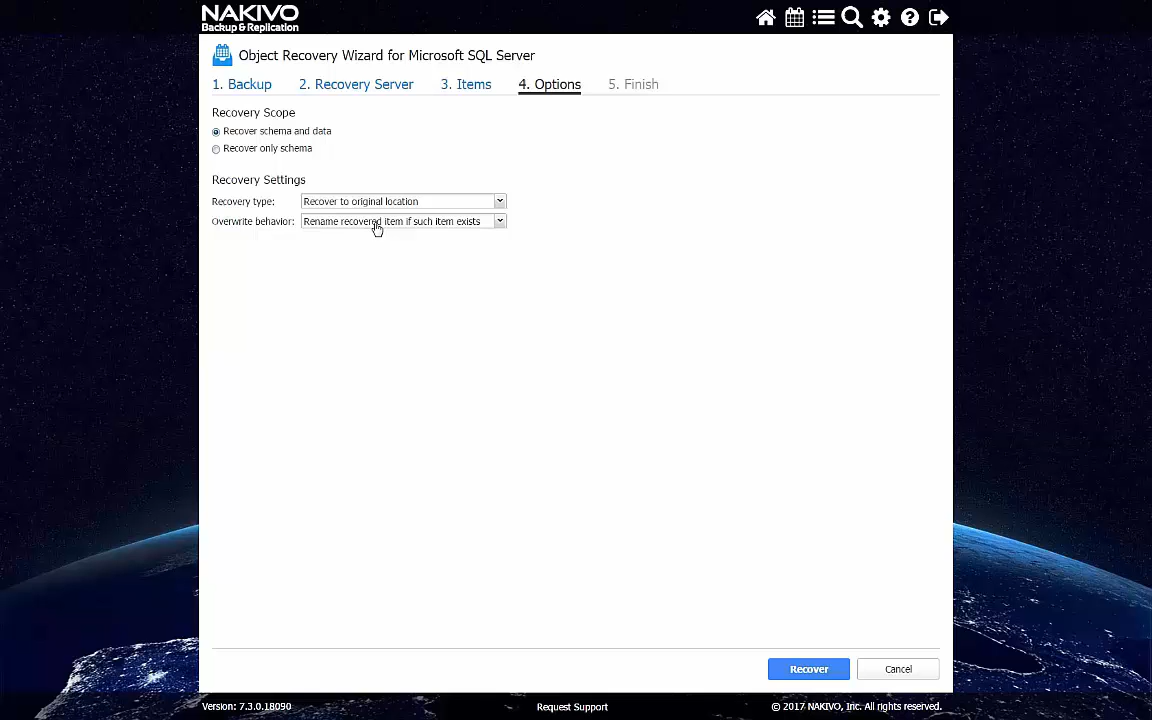 NAKIVO
Backup & Replication
Object Recovery Wizard for Microsoft SQL Server
1. Backup 2. Recovery Server 3. Items 4. Options 5. Finish
Recovery Scope
Recover schema and data
Recover only schema
Recovery Settings
Recovery type: Recover to original location
Overwrite behavior: Rename recovered item if such item exists
Recover Cancel
Version: 7.3.0.18090 Request Support © 2017 NAKIVO, Inc. All rights reserved.